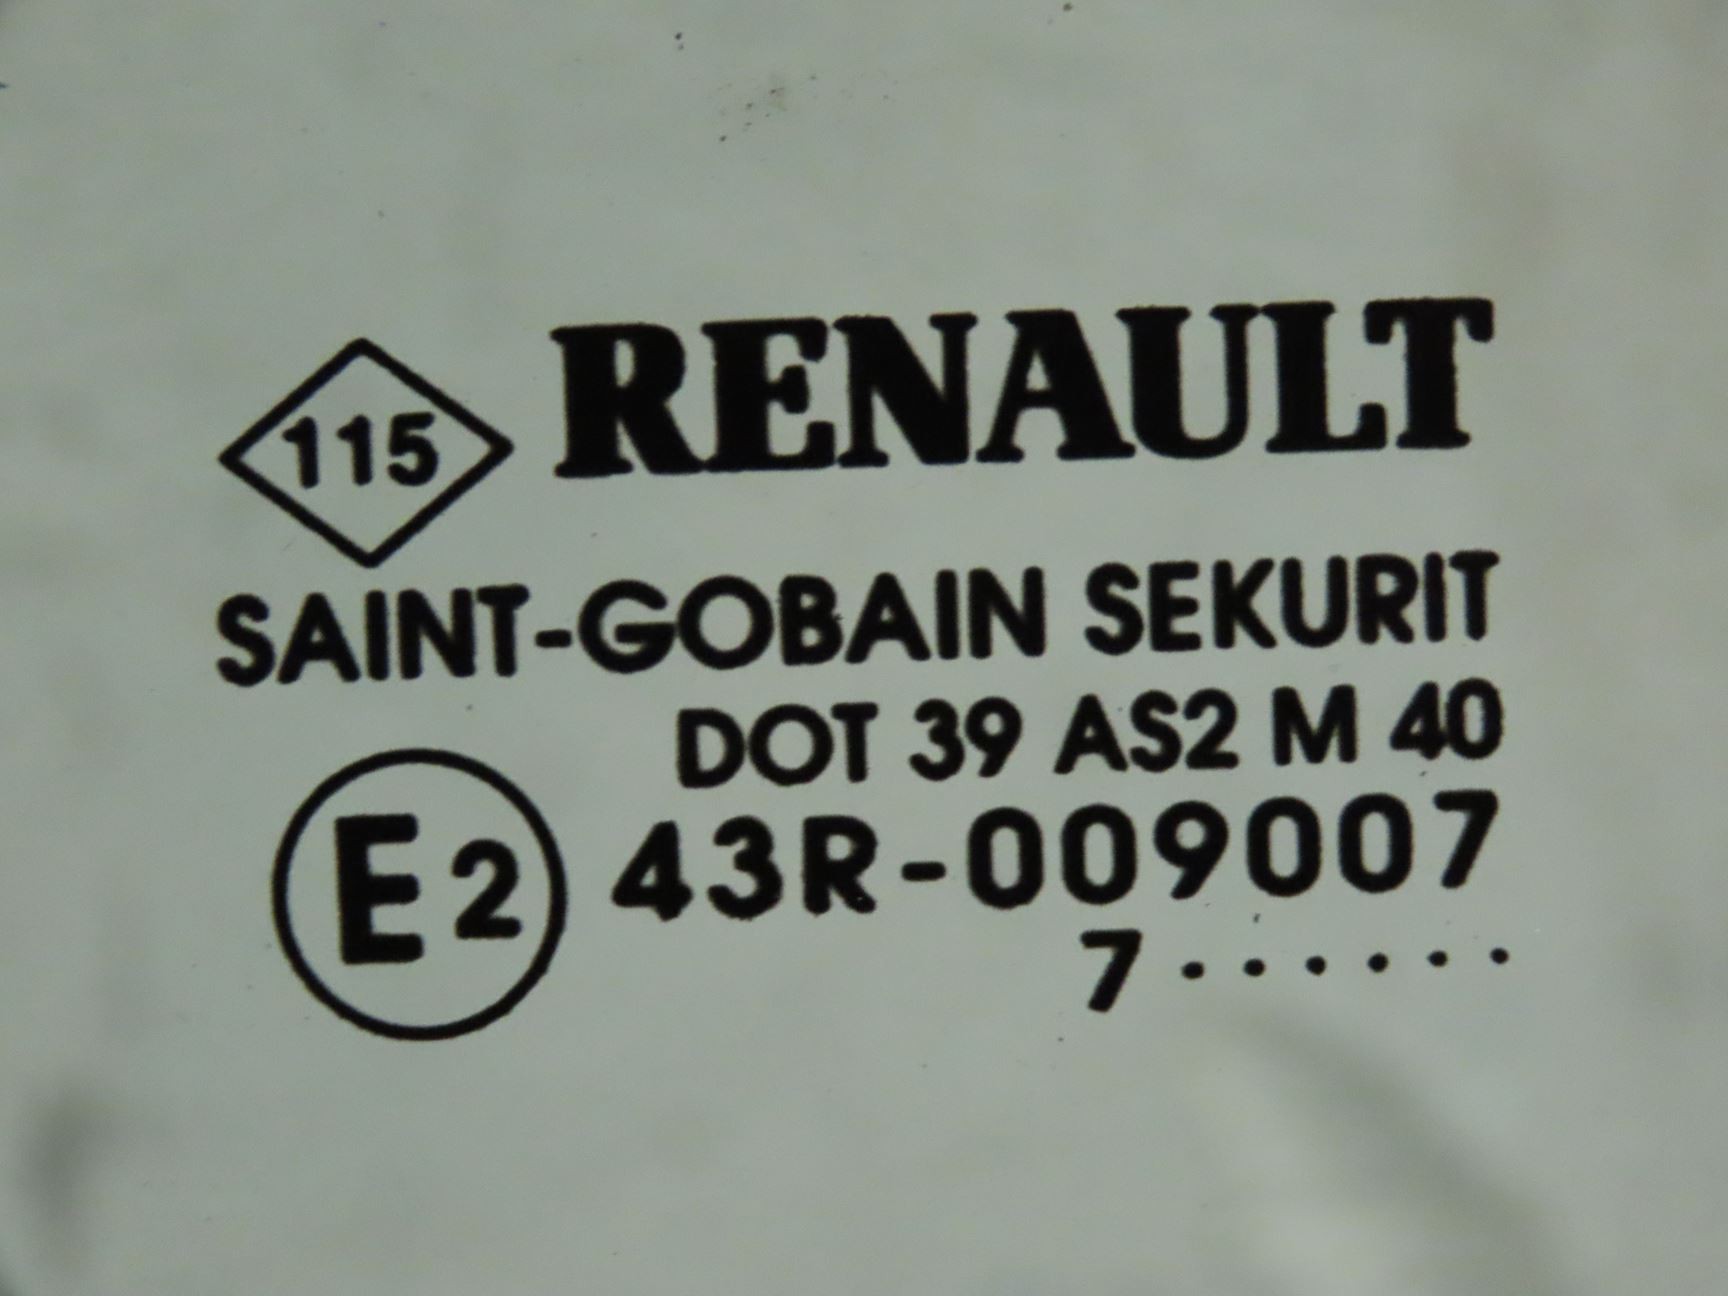 115 RENAULT
SAINT-GOBAIN SEKURIT
DOT 39 AS2 M 40
E2 43R-009007
7 · · · · · ·